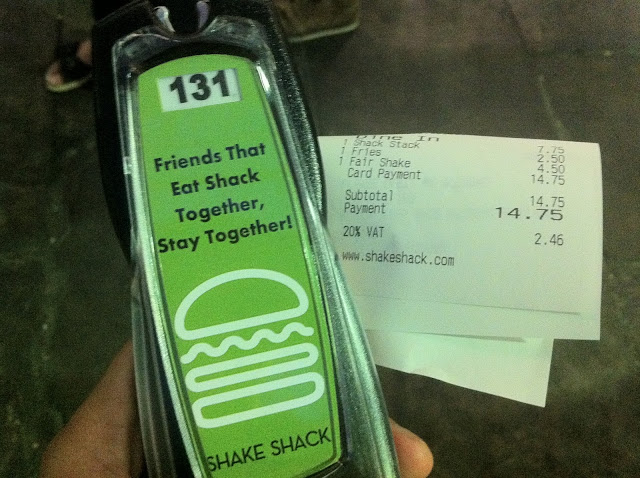 131
Friends That
Eat Shack
Together,
Stay Together!
SHAKE SHACK
Dine In
1 Shack Stack 7.75
1 Fries 2.50
1 Fair Shake 4.50
Card Payment 14.75
Subtotal 14.75
Payment 14.75
20% VAT 2.46
www.shakeshack.com